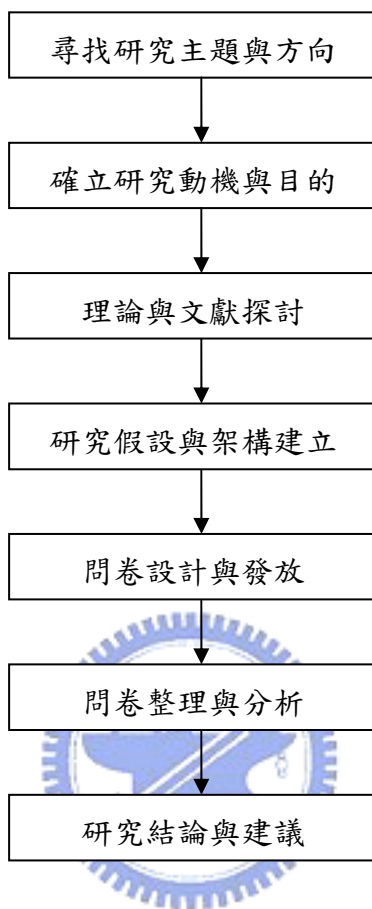 尋找研究主題與方向
確立研究動機與目的
理論與文獻探討
研究假設與架構建立
問卷設計與發放
問卷整理與分析
研究結論與建議